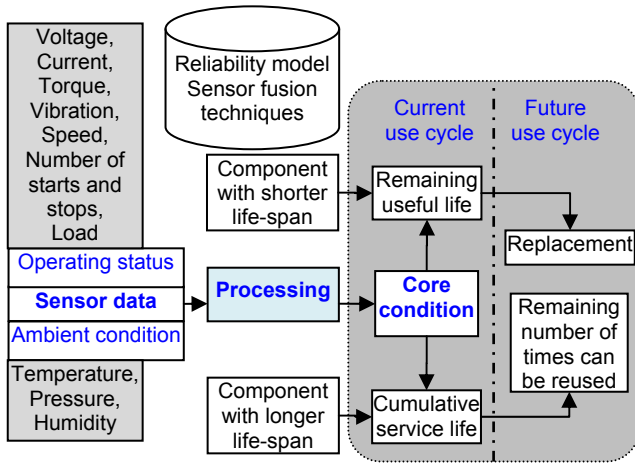 Voltage,
Current,
Torque,
Vibration,
Speed,
Number of
starts and
stops,
Load
Operating status
Sensor data
Ambient condition
Temperature,
Pressure,
Humidity
Reliability model
Sensor fusion
techniques
Component
with shorter
life-span
Processing
Component
with longer
life-span
Current
use cycle
Remaining
useful life
Core
condition
Cumulative
service life
Future
use cycle
Replacement
Remaining
number of
times can
be reused